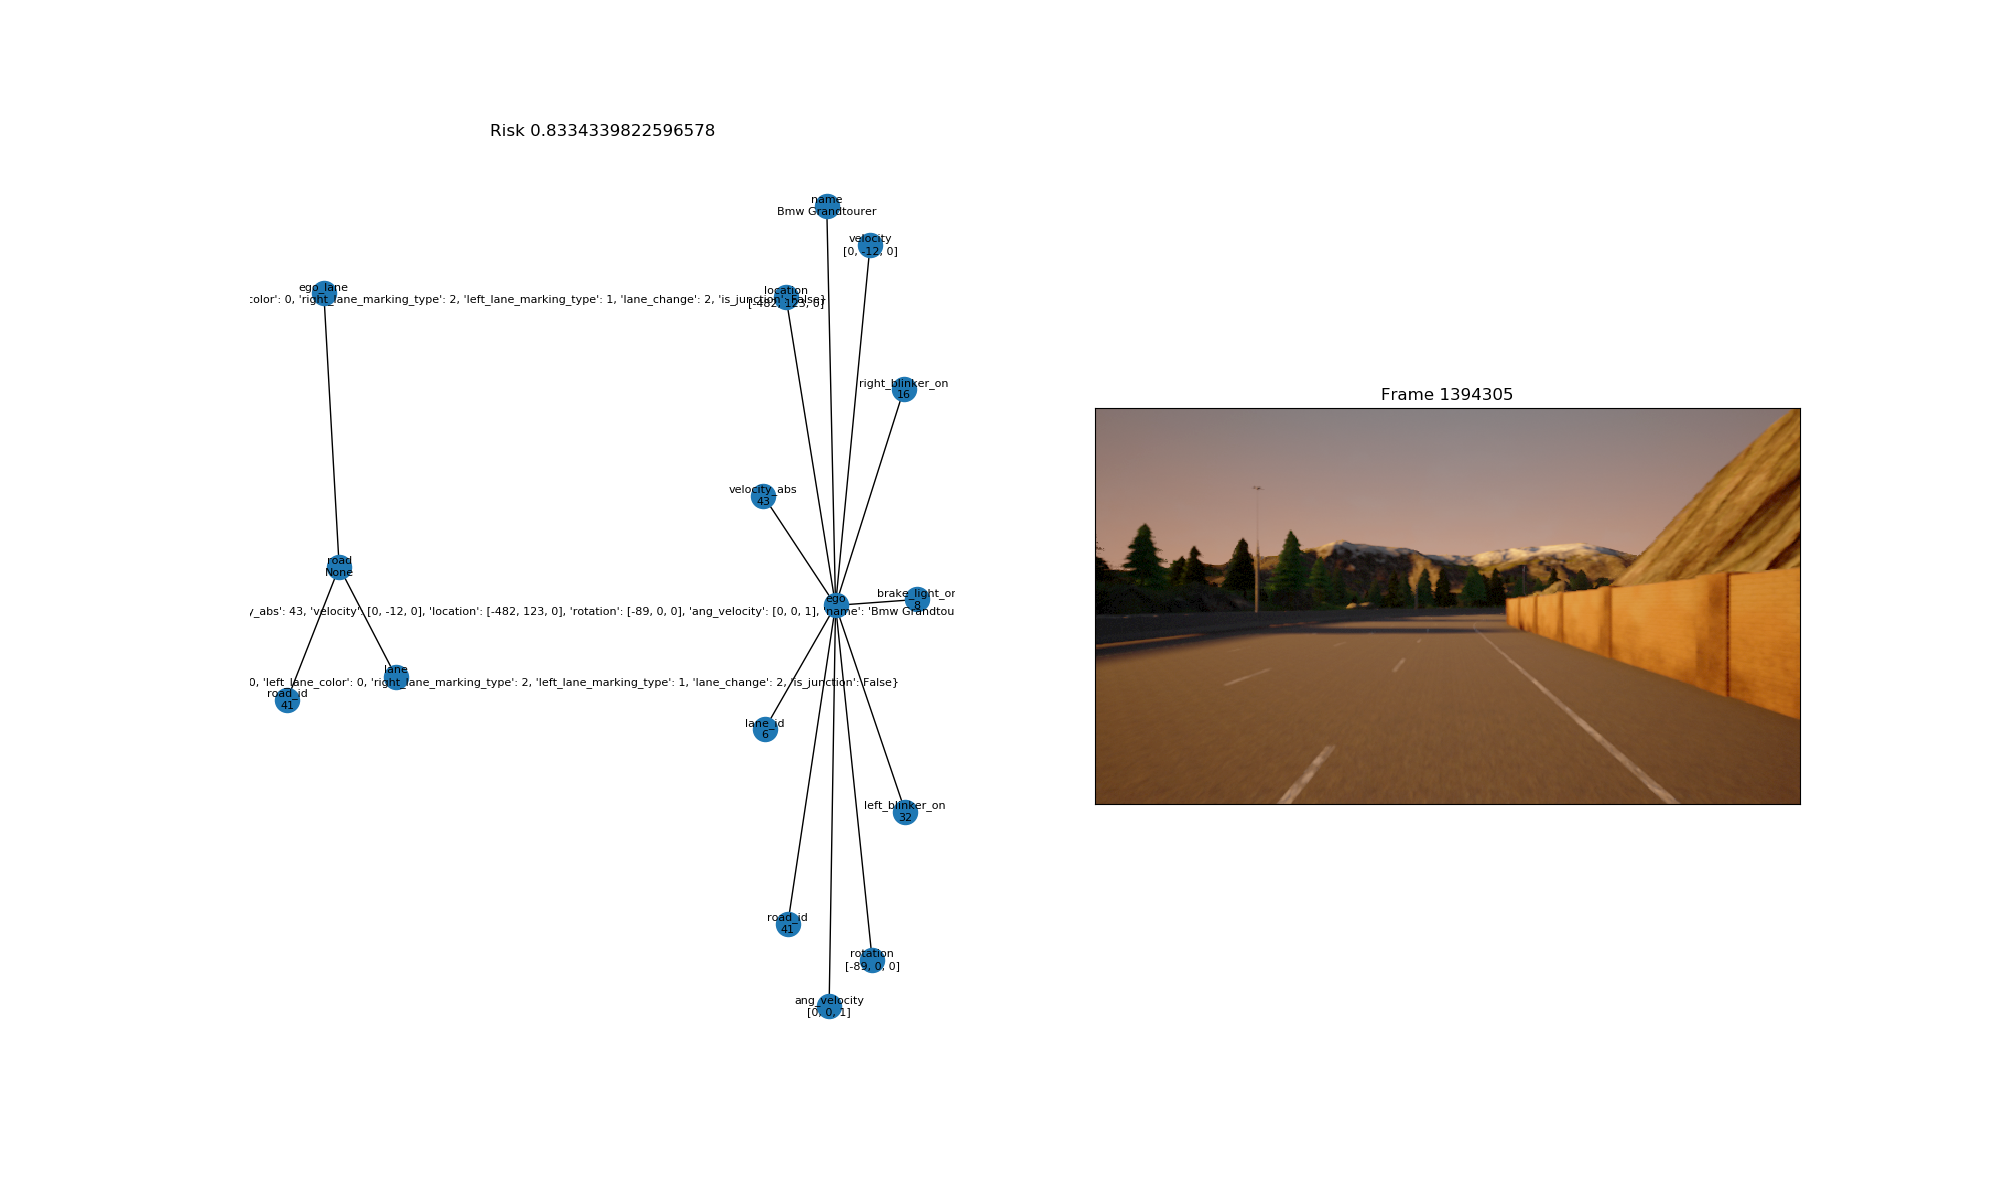 Risk 0.8334339822596578
name
Bmw Grandtourer
velocity
[0, -12, 0]
ego_lane
color': 0, 'right_lane_marking_type': 2, 'left_lane_marking_type': 1, 'lane_change': 2, 'is_junction': False}
location
[-482, 123, 0]
right_blinker_on
16
velocity_abs
43
road
None
brake_light_on
8
ego
y_abs': 43, 'velocity': [0, -12, 0], 'location': [-482, 123, 0], 'rotation': [-89, 0, 0], 'ang_velocity': [0, 0, 1], 'name': 'Bmw Grandtou
lane
0, 'left_lane_color': 0, 'right_lane_marking_type': 2, 'left_lane_marking_type': 1, 'lane_change': 2, 'is_junction': False}
road_id
41
lane_id
6
left_blinker_on
32
road_id
41
rotation
[-89, 0, 0]
ang_velocity
[0, 0, 1]
Frame 1394305